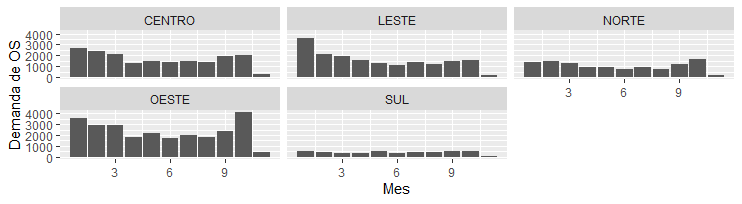 CENTRO
LESTE
NORTE
4000
3000
2000
1000
0
3
6
9
OESTE
SUL
4000
3000
2000
1000
0
3
6
9
3
6
9
Demanda de OS
Mes